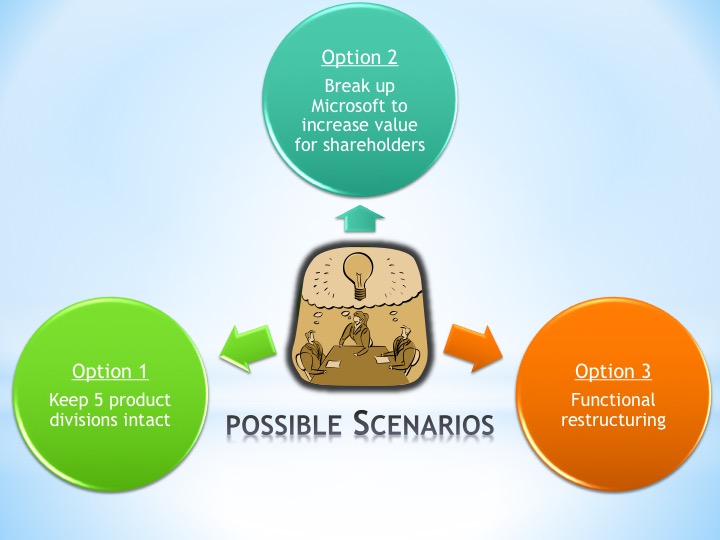 Option 2
Break up
Microsoft to
increase value
for shareholders
Option 1
Keep 5 product
divisions intact
Option 3
Functional
restructuring
possible Scenarios